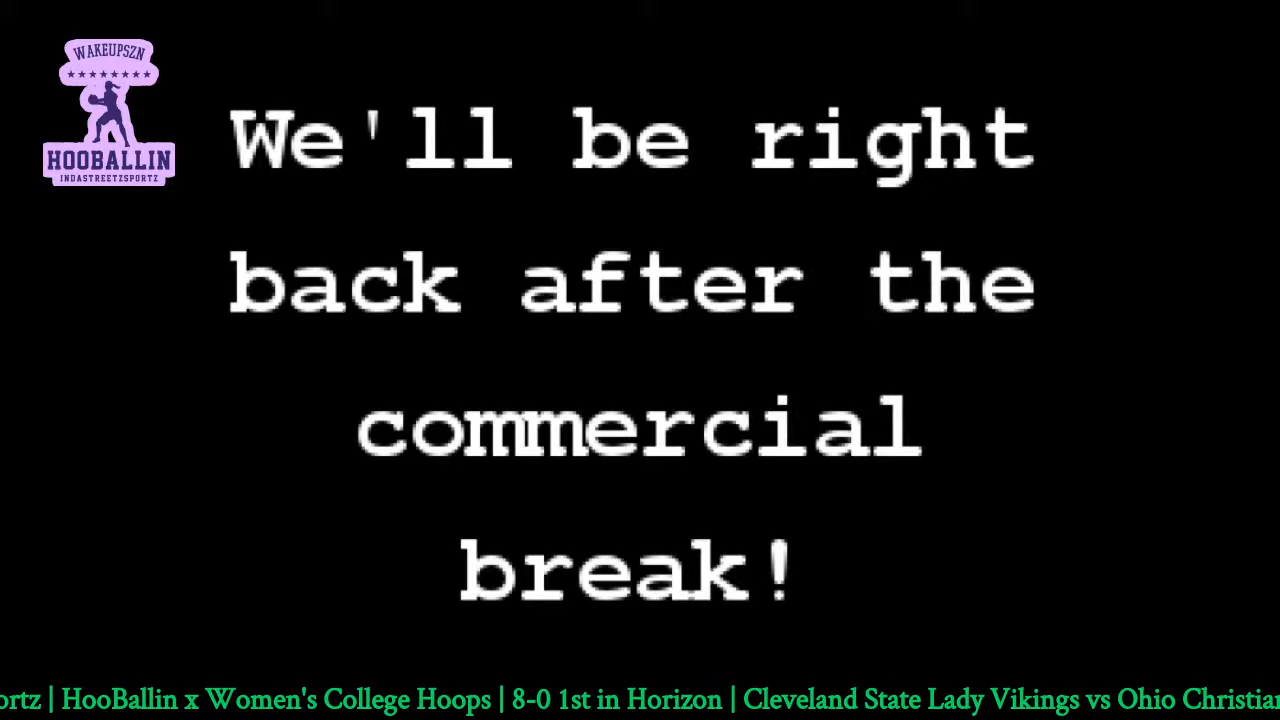 WAKEUPSZN
HOOBALLIN
INDASTREETZSPORTZ
We'll be right
back after the
commercial
break!
ortz | HooBallin x Women's College Hoops | 8-0 1st in Horizon | Cleveland State Lady Vikings vs Ohio Christian